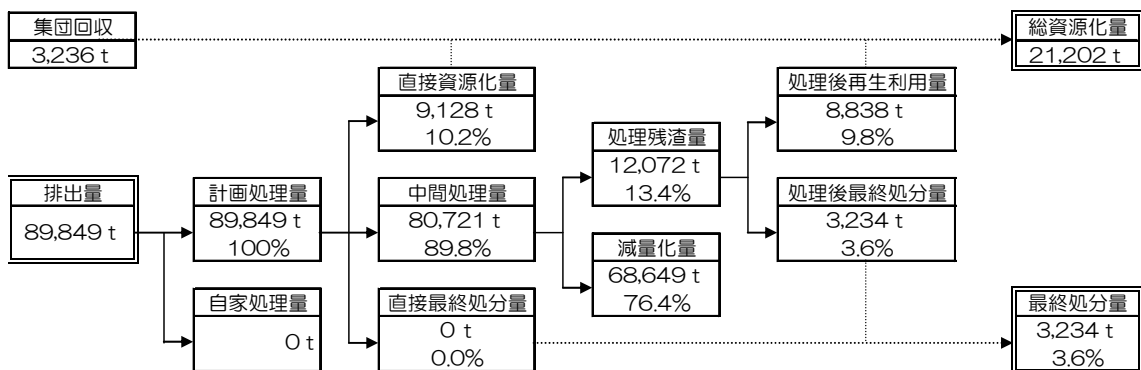 集団回収
3,236 t
総資源化量
21,202 t
直接資源化量
9,128 t
10.2%
処理後再生利用量
8,838 t
9.8%
処理残渣量
12,072 t
13.4%
排出量
89,849 t
計画処理量
89,849 t
100%
中間処理量
80,721 t
89.8%
処理後最終処分量
3,234 t
3.6%
減量化量
68,649 t
76.4%
自家処理量
0 t
直接最終処分量
0 t
0.0%
最終処分量
3,234 t
3.6%